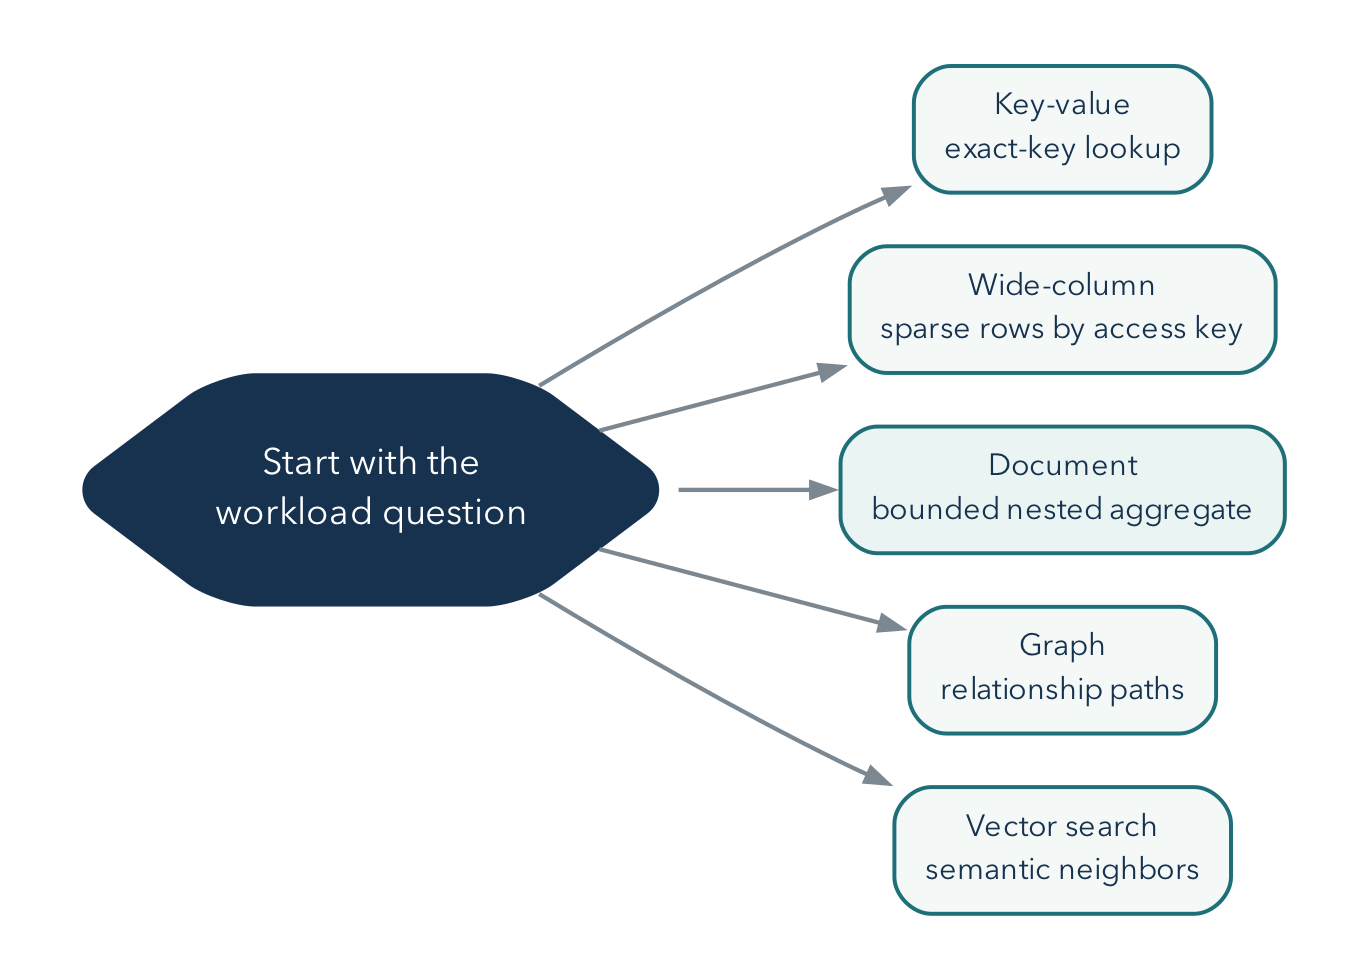 Start with the
workload question
Key-value
exact-key lookup
Wide-column
sparse rows by access key
Document
bounded nested aggregate
Graph
relationship paths
Vector search
semantic neighbors